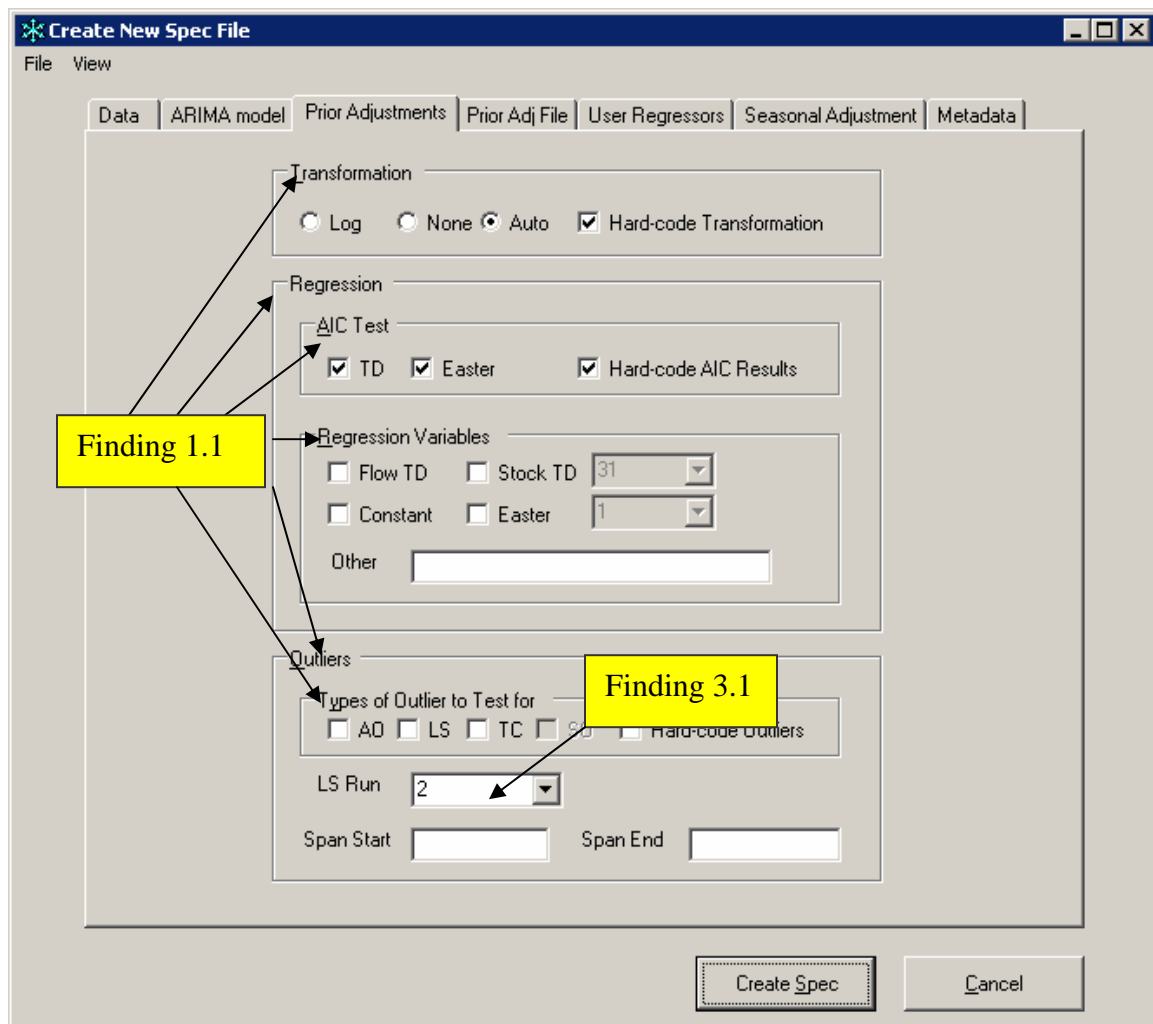 Create New Spec File
File View
Data ARIMA model Prior Adjustments Prior Adj File User Regressors Seasonal Adjustment Metadata
Transformation
Log None Auto Hard-code Transformation
Regression
AIC Test
TD Easter Hard-code AIC Results
Finding 1.1
Regression Variables
Flow TD Stock TD 31
Constant Easter 1
Other
Outliers
Finding 3.1
Types of Outlier to Test for
AO LS TC Hard-code Outliers
LS Run 2
Span Start Span End
Create Spec Cancel